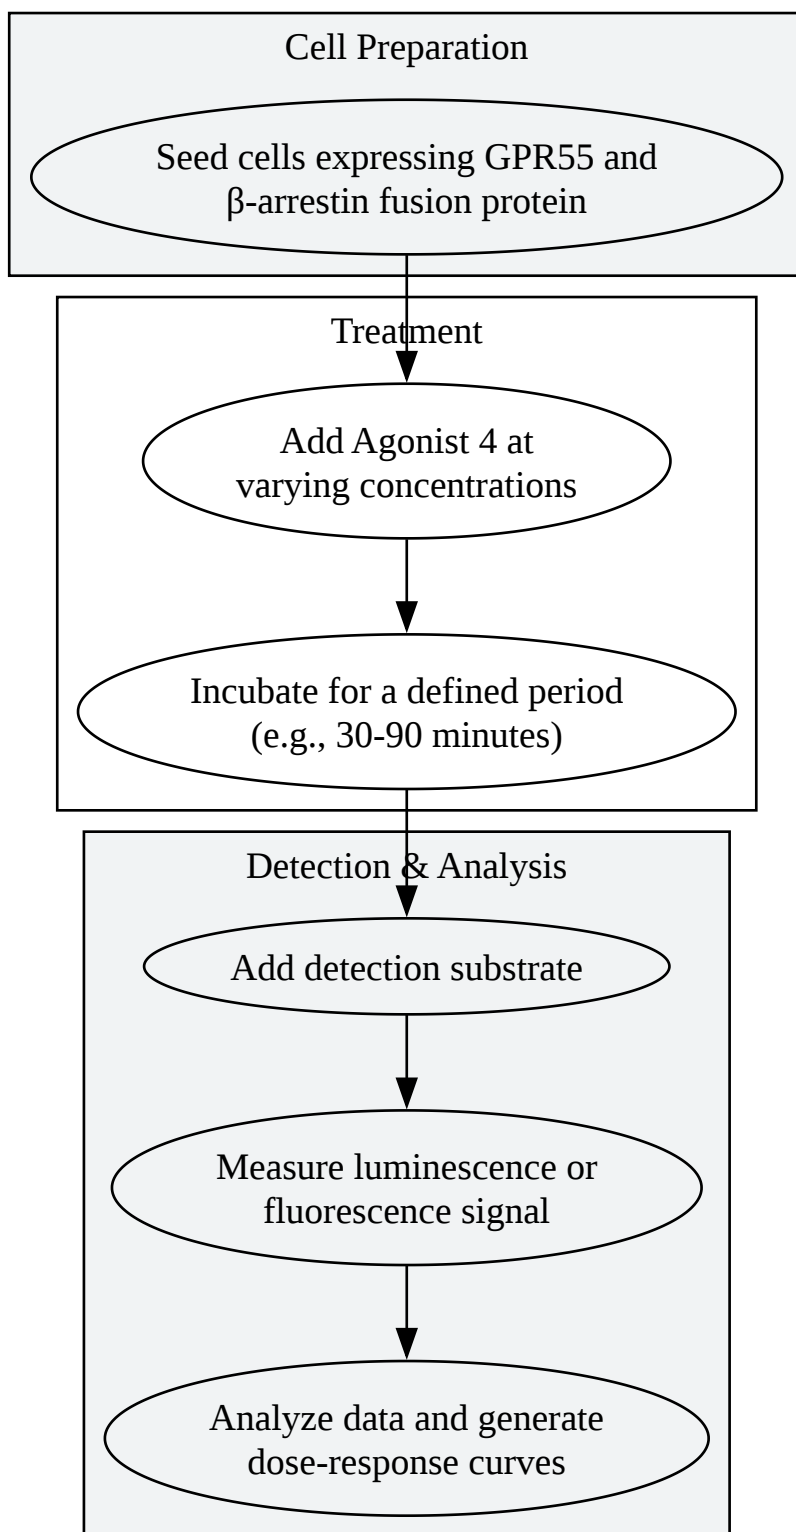 Cell Preparation
Seed cells expressing GPR55 and
β-arrestin fusion protein
Treatment
Add Agonist 4 at
varying concentrations
Incubate for a defined period
(e.g., 30-90 minutes)
Detection & Analysis
Add detection substrate
Measure luminescence or
fluorescence signal
Analyze data and generate
dose-response curves